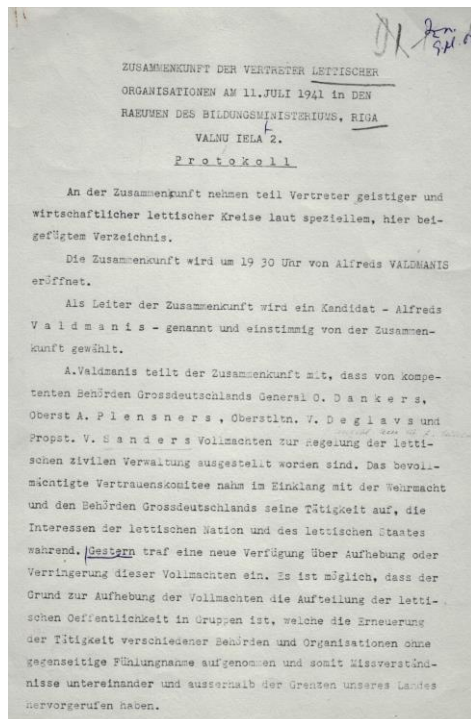 ZUSAMMENKUNFT DER VERTRETER LETTISCHER
ORGANISATIONEN AM 11.JULI 1941 in DEN
RAEUMEN DES BILDUNGSMINISTERIUMS, RIGA
VALNU IELA 2.
P r o t o k o l l
An der Zusammenkunft nehmen teil Vertreter geistiger und
wirtschaftlicher lettischer Kreise laut speziellem, hier bei-
gefügtem Verzeichnis.
Die Zusammenkunft wird um 19 30 Uhr von Alfreds VALDMANIS
eröffnet.
Als Leiter der Zusammenkunft wird ein Kandidat - Alfreds
V a l d m a n i s - genannt und einstimmig von der Zusammen-
kunft gewählt.
A.Valdmanis teilt der Zusammenkunft mit, dass von kompe-
tenten Behörden Grossdeutschlands General O. D a n k e r s,
Oberst A. P l e n s n e r s , Oberstltn. V. D e g l a v s und
Propst. V. S a n d e r s Vollmachten zur Regelung der letti-
schen zivilen Verwaltung ausgestellt worden sind. Das bevoll-
mächtigte Vertrauenskomitee nahm im Einklang mit der Wehrmacht
und den Behörden Grossdeutschlands seine Tätigkeit auf, die
Interessen der lettischen Nation und des lettischen Staates
wahrend. Gestern traf eine neue Verfügung über Aufhebung oder
Verringerung dieser Vollmachten ein. Es ist möglich, dass der
Grund zur Aufhebung der Vollmachten die Aufteilung der letti-
schen Oeffentlichkeit in Gruppen ist, welche die Erneuerung
der Tätigkeit verschiedener Behörden und Organisationen ohne
gegenseitige Fühlungnahme aufgenommen und somit Missverständ-
nisse untereinander und ausserhalb der Grenzen unseres Landes
hervorgerufen haben.